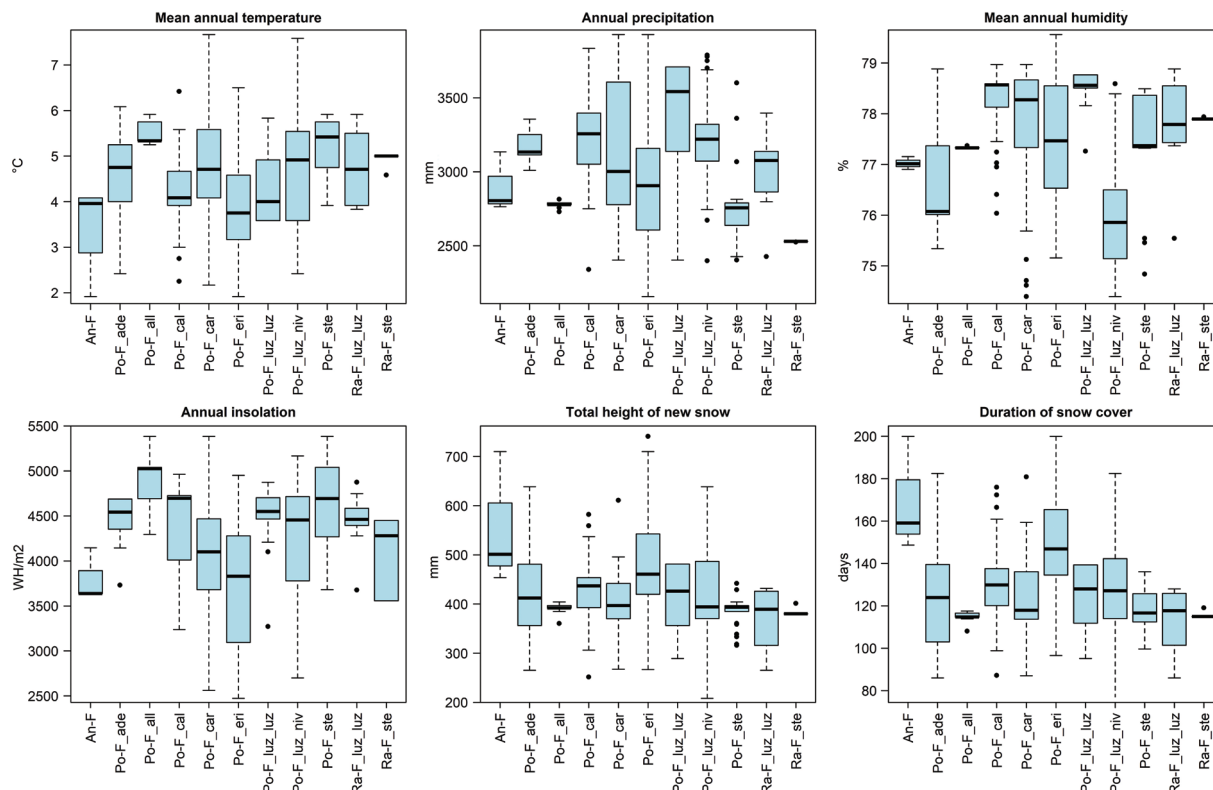 Mean annual temperature
Annual precipitation
Mean annual humidity
°C
7
6
5
4
3
2
mm
3500
3000
2500
%
79
78
77
76
75
An-F
Po-F_ade
Po-F_all
Po-F_cal
Po-F_car
Po-F_eri
Po-F_luz_luz
Po-F_luz_niv
Po-F_ste
Ra-F_luz_luz
Ra-F_ste
An-F
Po-F_ade
Po-F_all
Po-F_cal
Po-F_car
Po-F_eri
Po-F_luz_luz
Po-F_luz_niv
Po-F_ste
Ra-F_luz_luz
Ra-F_ste
An-F
Po-F_ade
Po-F_all
Po-F_cal
Po-F_car
Po-F_eri
Po-F_luz_luz
Po-F_luz_niv
Po-F_ste
Ra-F_luz_luz
Ra-F_ste
Annual insolation
Total height of new snow
Duration of snow cover
WH/m2
5500
5000
4500
4000
3500
3000
2500
mm
700
600
500
400
300
200
days
200
180
160
140
120
100
80
An-F
Po-F_ade
Po-F_all
Po-F_cal
Po-F_car
Po-F_eri
Po-F_luz_luz
Po-F_luz_niv
Po-F_ste
Ra-F_luz_luz
Ra-F_ste
An-F
Po-F_ade
Po-F_all
Po-F_cal
Po-F_car
Po-F_eri
Po-F_luz_luz
Po-F_luz_niv
Po-F_ste
Ra-F_luz_luz
Ra-F_ste
An-F
Po-F_ade
Po-F_all
Po-F_cal
Po-F_car
Po-F_eri
Po-F_luz_luz
Po-F_luz_niv
Po-F_ste
Ra-F_luz_luz
Ra-F_ste